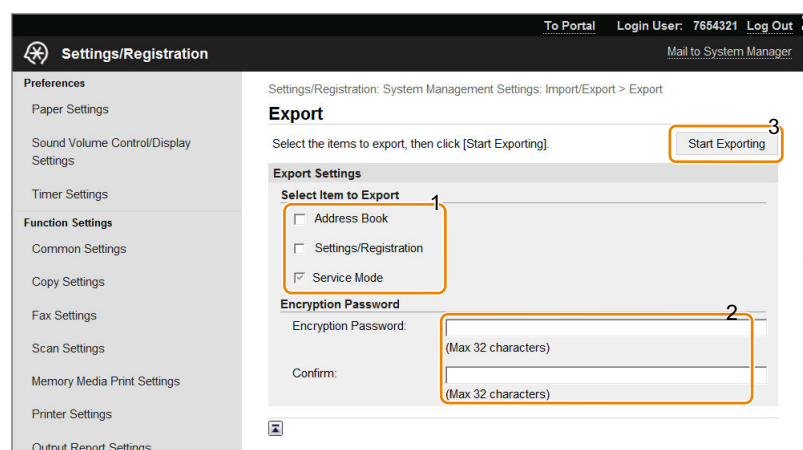 To Portal Login User: 7654321 Log Out
Settings/Registration
Mail to System Manager
Preferences
Paper Settings
Sound Volume Control/Display
Settings
Timer Settings
Function Settings
Common Settings
Copy Settings
Fax Settings
Scan Settings
Memory Media Print Settings
Printer Settings
Output Report Settings
Settings/Registration: System Management Settings: Import/Export > Export
Export
Select the items to export, then click [Start Exporting].
3
Start Exporting
Export Settings
Select Item to Export
1
Address Book
Settings/Registration
Service Mode
Encryption Password
2
Encryption Password:
(Max 32 characters)
Confirm:
(Max 32 characters)